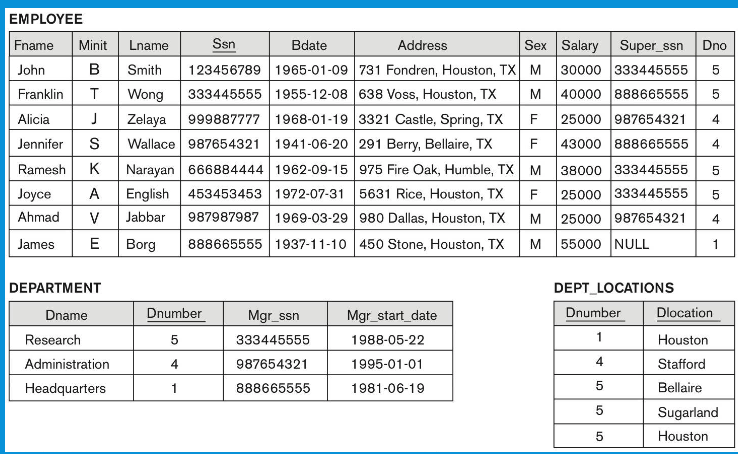 EMPLOYEE
Fname Minit Lname Ssn Bdate Address Sex Salary Super_ssn Dno
John B Smith 123456789 1965-01-09 731 Fondren, Houston, TX M 30000 333445555 5
Franklin T Wong 333445555 1955-12-08 638 Voss, Houston, TX M 40000 888665555 5
Alicia J Zelaya 999887777 1968-01-19 3321 Castle, Spring, TX F 25000 987654321 4
Jennifer S Wallace 987654321 1941-06-20 291 Berry, Bellaire, TX F 43000 888665555 4
Ramesh K Narayan 666884444 1962-09-15 975 Fire Oak, Humble, TX M 38000 333445555 5
Joyce A English 453453453 1972-07-31 5631 Rice, Houston, TX F 25000 333445555 5
Ahmad V Jabbar 987987987 1969-03-29 980 Dallas, Houston, TX M 25000 987654321 4
James E Borg 888665555 1937-11-10 450 Stone, Houston, TX M 55000 NULL 1
DEPARTMENT
Dname Dnumber Mgr_ssn Mgr_start_date
Research 5 333445555 1988-05-22
Administration 4 987654321 1995-01-01
Headquarters 1 888665555 1981-06-19
DEPT_LOCATIONS
Dnumber Dlocation
1 Houston
4 Stafford
5 Bellaire
5 Sugarland
5 Houston